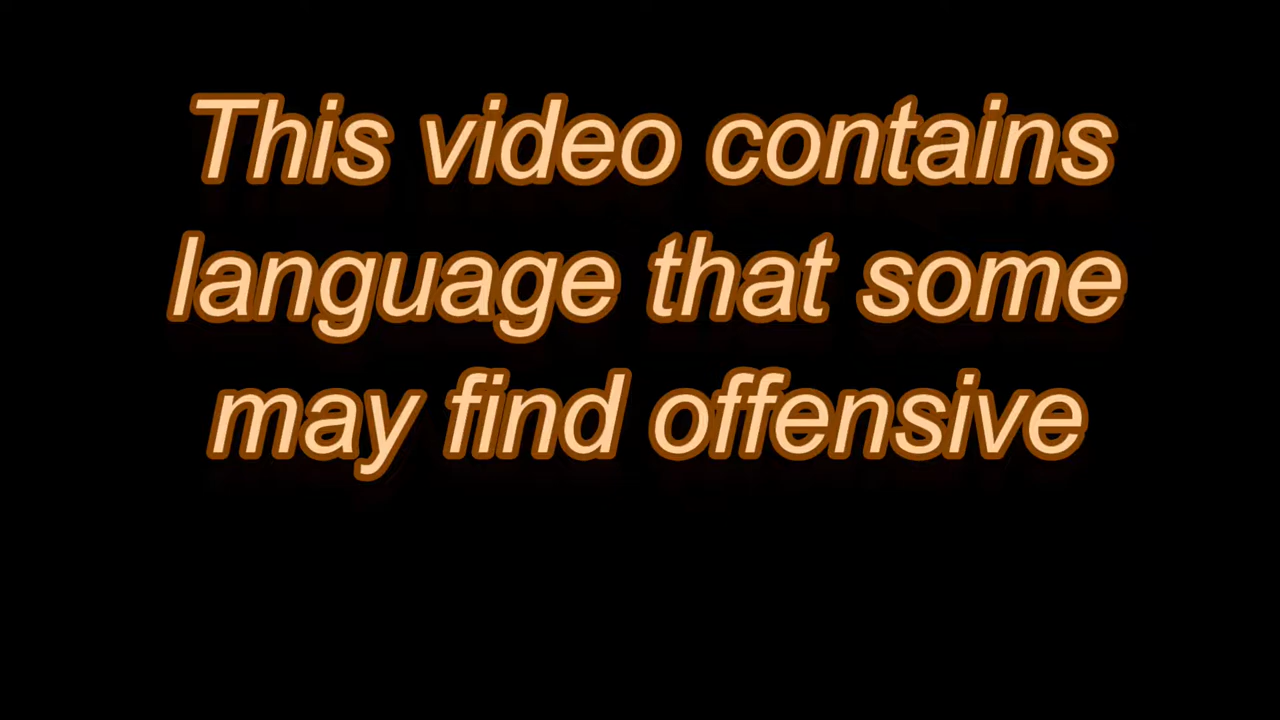 This video contains
language that some
may find offensive